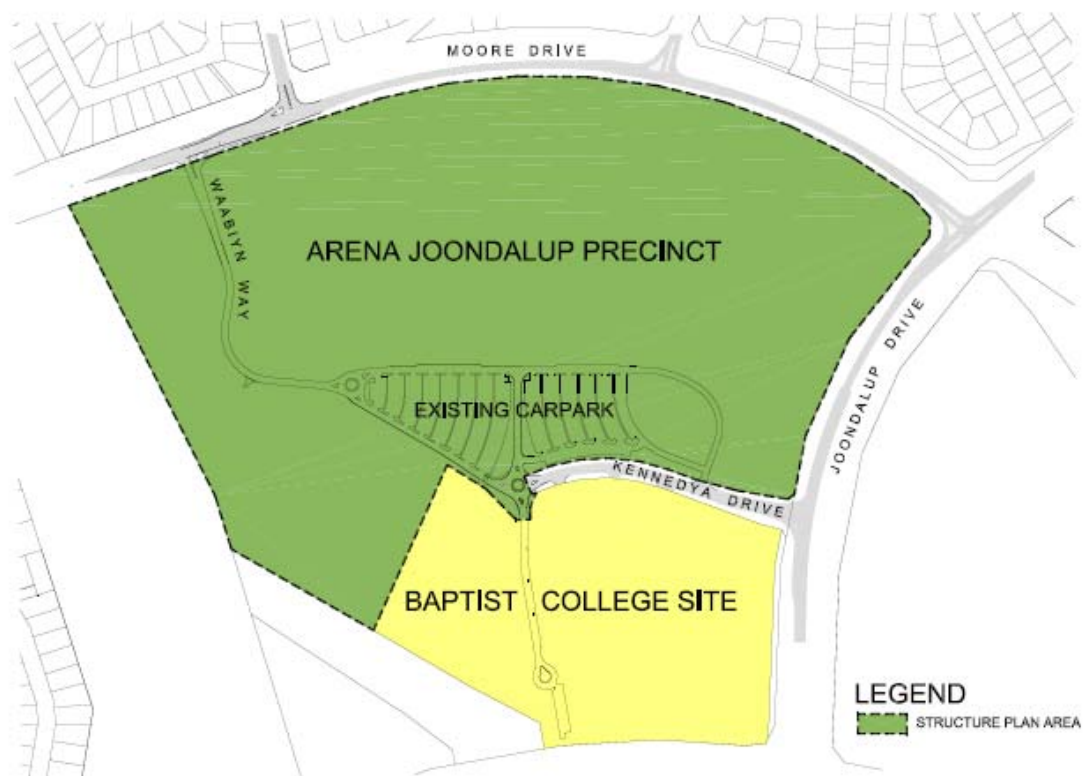 MOORE DRIVE
WAABIYN WAY
ARENA JOONDALUP PRECINCT
JOONDALUP DRIVE
EXISTING CARPARK
KENNEDYA DRIVE
BAPTIST COLLEGE SITE
LEGEND
STRUCTURE PLAN AREA